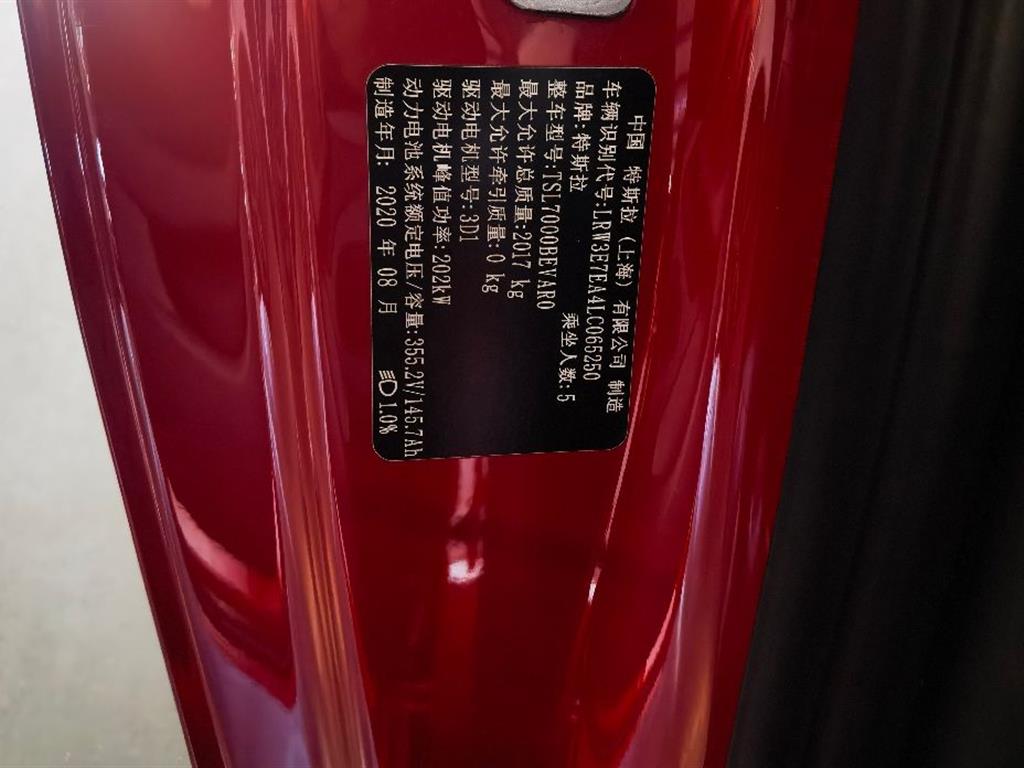 中国 特斯拉（上海）有限公司 制造
车辆识别代号:LRW3E7EA4LC065250
品牌:特斯拉 乘坐人数:5
整车型号:TSL7000BEVAR0
最大允许总质量:2017 kg
最大允许牵引质量:0 kg
驱动电机型号:3D1
驱动电机峰值功率:202kW
动力电池系统额定电压/容量:355.2V/145.7Ah
制造年月: 2020 年 08 月 1.0%